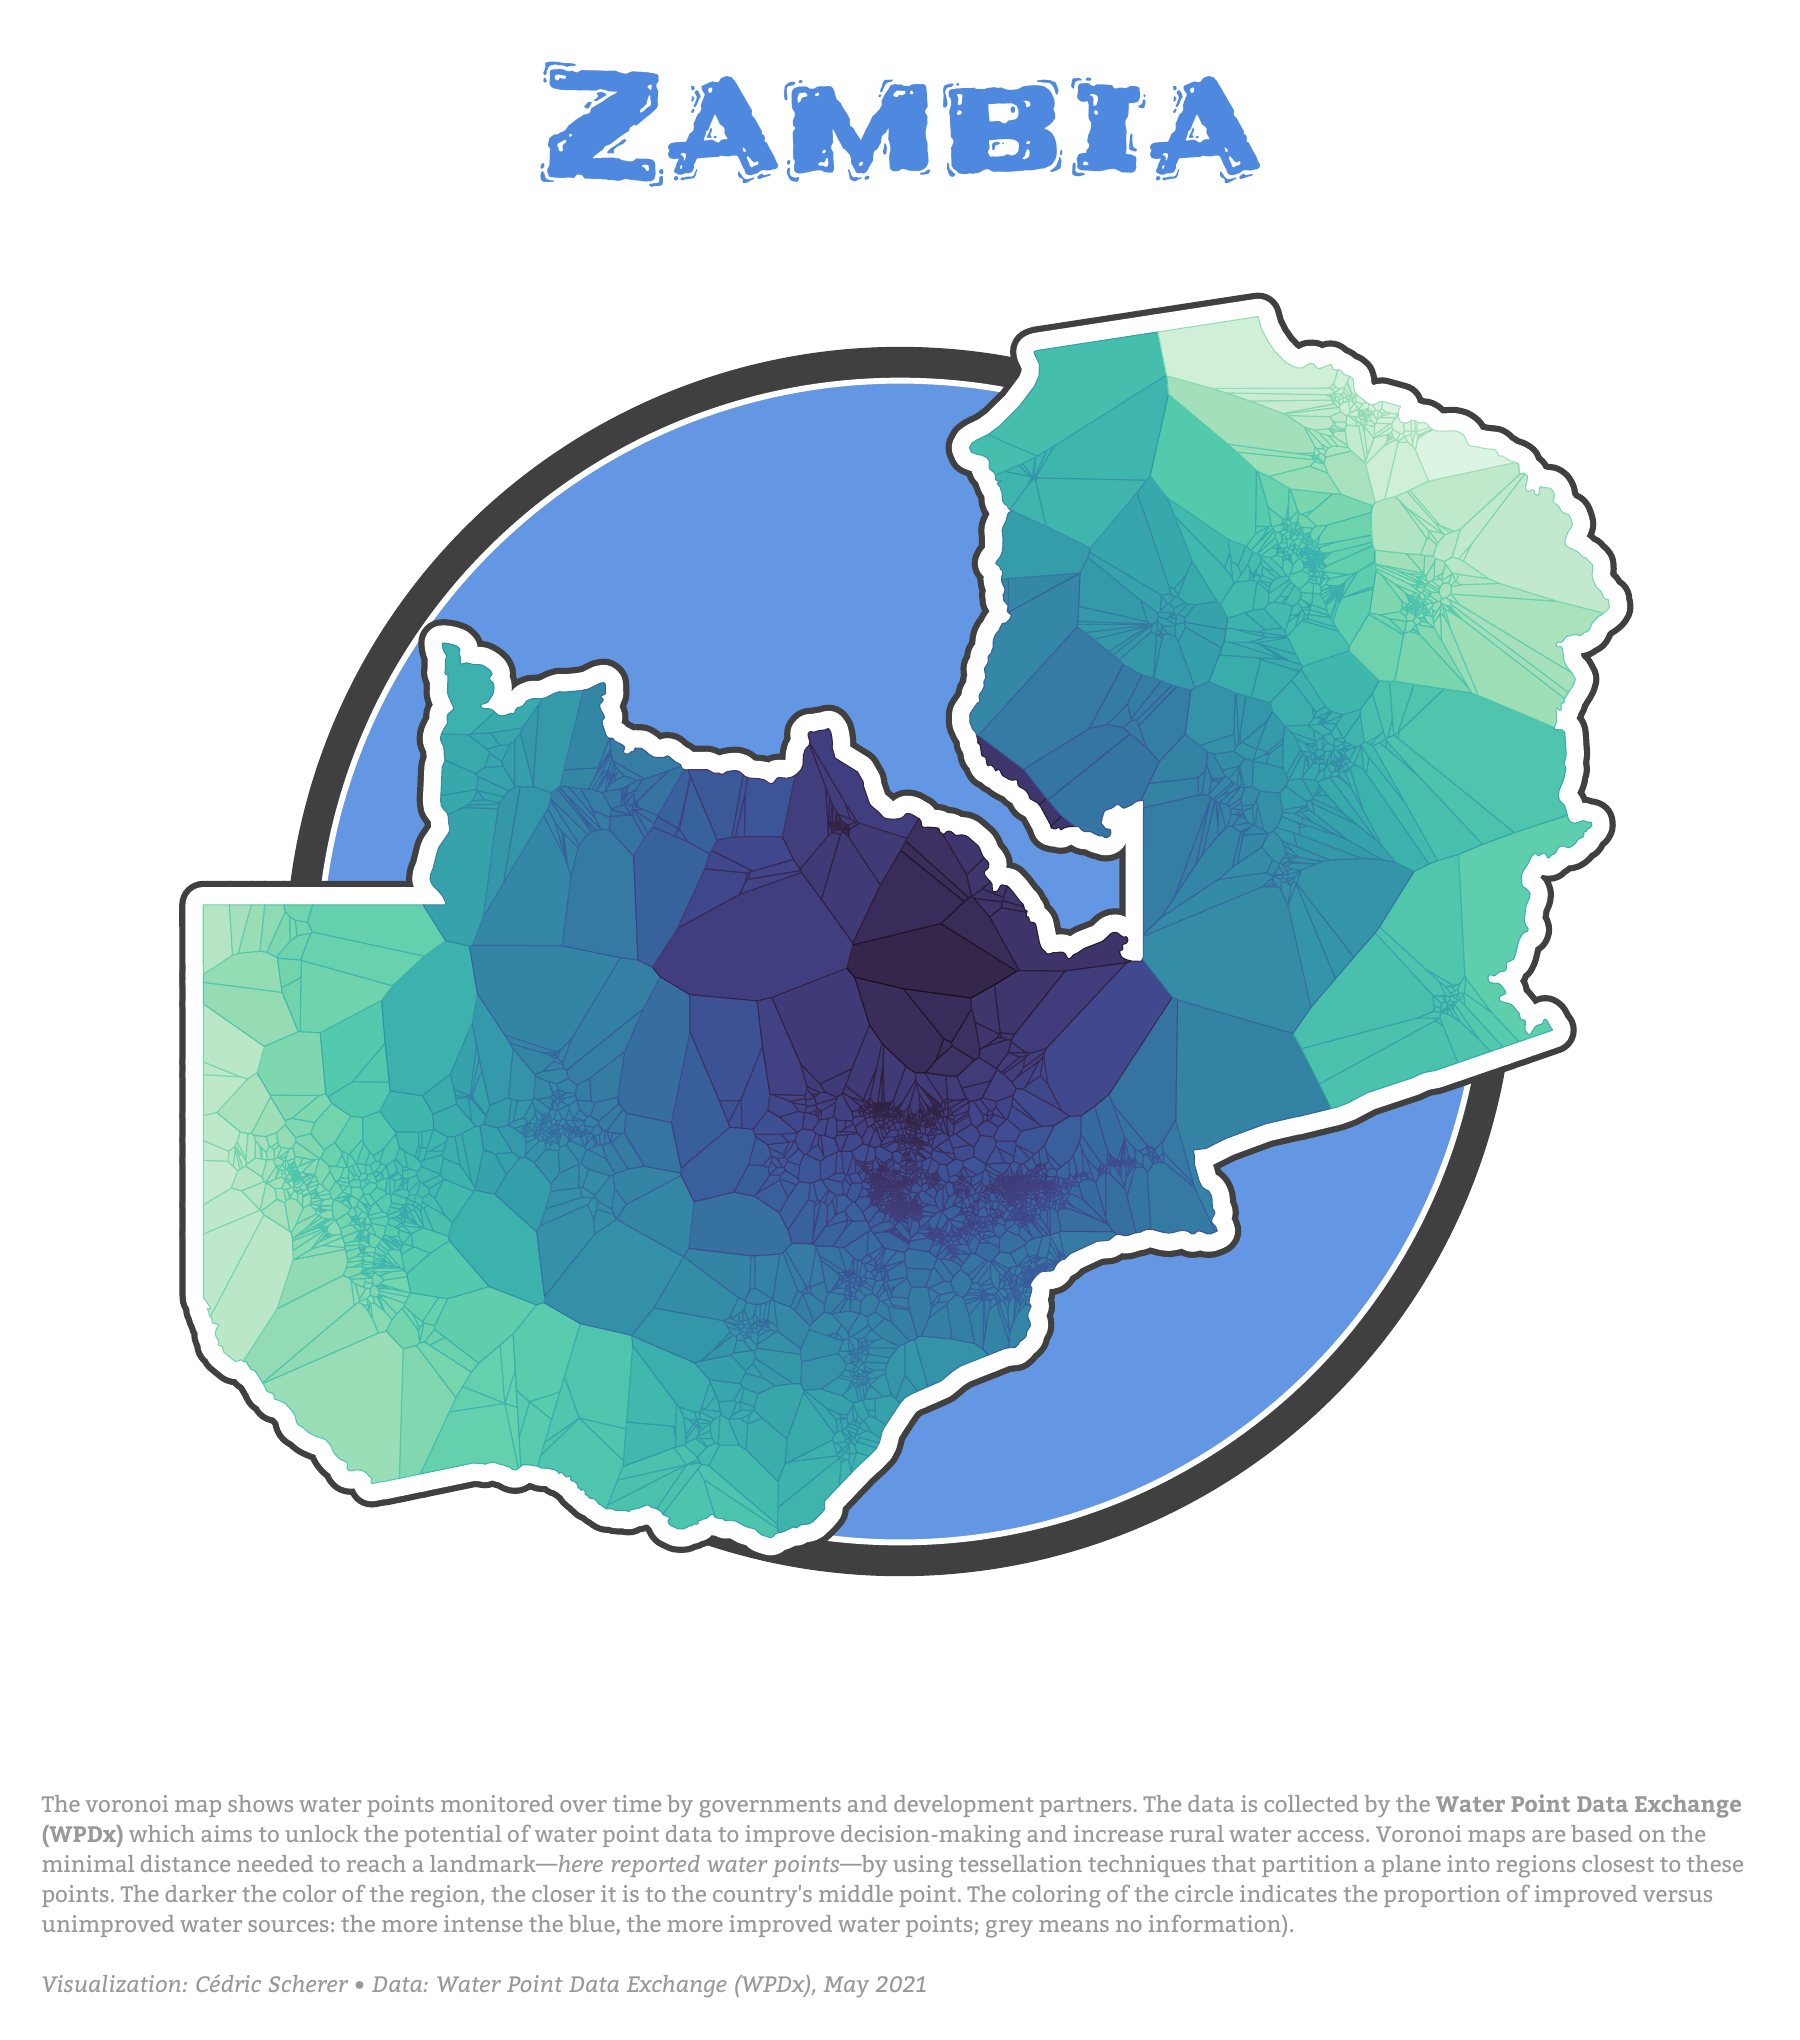 ZAMBIA
The voronoi map shows water points monitored over time by governments and development partners. The data is collected by the Water Point Data Exchange
(WPDx) which aims to unlock the potential of water point data to improve decision-making and increase rural water access. Voronoi maps are based on the
minimal distance needed to reach a landmark—here reported water points—by using tessellation techniques that partition a plane into regions closest to these
points. The darker the color of the region, the closer it is to the country's middle point. The coloring of the circle indicates the proportion of improved versus
unimproved water sources: the more intense the blue, the more improved water points; grey means no information).
Visualization: Cédric Scherer • Data: Water Point Data Exchange (WPDx), May 2021